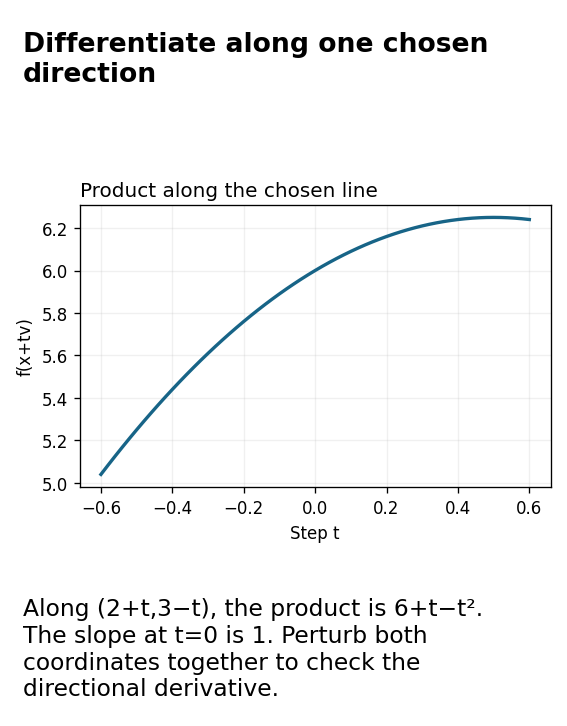 Differentiate along one chosen
direction
Product along the chosen line
6.2
6.0
5.8
5.6
5.4
5.2
5.0
f(x+tv)
−0.6 −0.4 −0.2 0.0 0.2 0.4 0.6
Step t
Along (2+t,3−t), the product is 6+t−t².
The slope at t=0 is 1. Perturb both
coordinates together to check the
directional derivative.